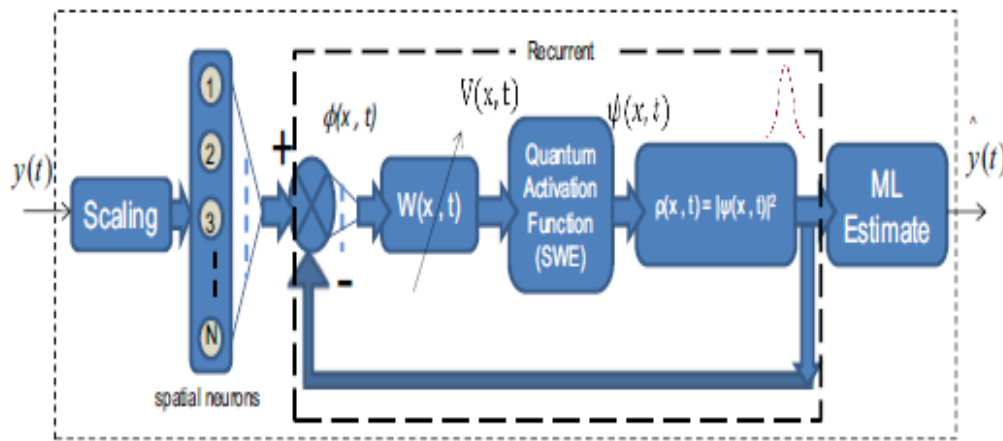 Recurrent
y(t)
Scaling
1
2
3
N
spatial neurons
+
ϕ(x , t)
-
W(x , t)
V(x, t)
Quantum
Activation
Function
(SWE)
ψ(x, t)
ρ(x , t) = |ψ(x , t)|²
ML
Estimate
ŷ(t)